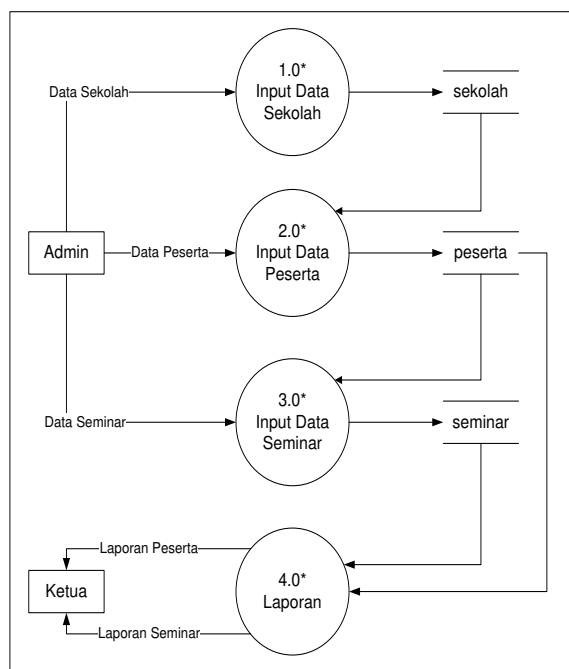 1.0*
Input Data
Sekolah
Data Sekolah
sekolah
2.0*
Input Data
Peserta
Admin
Data Peserta
peserta
3.0*
Input Data
Seminar
Data Seminar
seminar
Laporan Peserta
4.0*
Laporan
Ketua
Laporan Seminar